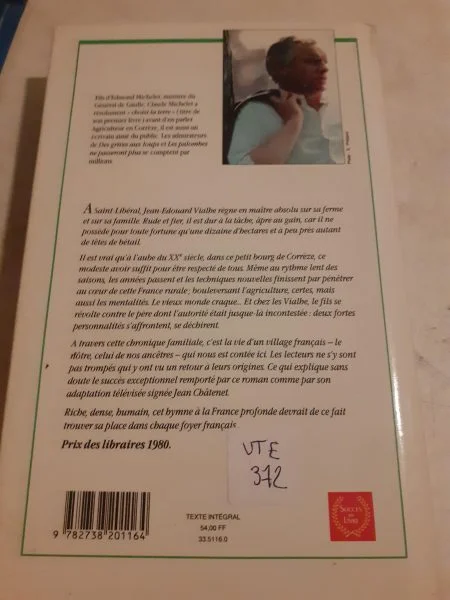 Fils d'Edmond Michelet, ministre du
Général de Gaulle, Claude Michelet a
résolument « choisi la terre » (titre de
son premier livre) avant d'en parler.
Agriculteur en Corrèze, il est aussi un
écrivain aimé du public. Les admirateurs
de Des grives aux loups et Les palombes
ne passeront plus se comptent par
millions.
A Saint-Libéral, Jean-Edouard Vialhe règne en maître absolu sur sa ferme
et sur sa famille. Rude et fier, il est dur à la tâche, âpre au gain, car il ne
possède pour toute fortune qu'une dizaine d'hectares et à peu près autant
de têtes de bétail.
Il est vrai qu'à l'aube du XXe siècle, dans ce petit bourg de Corrèze, ce
modeste avoir suffit pour être respecté de tous. Même au rythme lent des
saisons, les années passent et les techniques nouvelles finissent par pénétrer
au cœur de cette France rurale ; bouleversant l'agriculture, certes, mais
aussi les mentalités. Le vieux monde craque... Et chez les Vialhe, le fils se
révolte contre le père dont l'autorité était jusque-là incontestée : deux fortes
personnalités s'affrontent, se déchirent.
A travers cette chronique familiale, c'est la vie d'un village français – le
nôtre, celui de nos ancêtres – qui nous est contée ici. Les lecteurs ne s'y sont
pas trompés qui y ont vu un retour à leurs origines. Ce qui explique sans
doute le succès exceptionnel remporté par ce roman comme par son
adaptation télévisée signée Jean Châtenet.
Riche, dense, humain, cet hymne à la France profonde devrait de ce fait
trouver sa place dans chaque foyer français.
Prix des libraires 1980.
VTE
372
9 782738 201164
TEXTE INTÉGRAL
54,00 FF
33.5116.0
SUCCÈS
DU
LIVRE